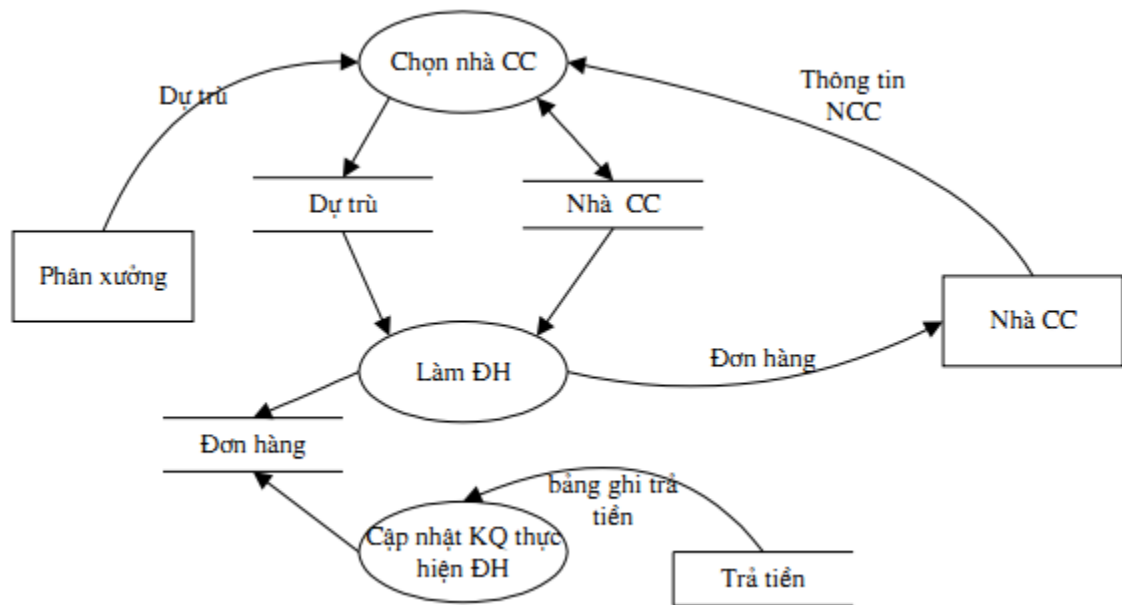 Chọn nhà CC
Thông tin
NCC
Dự trù
Dự trù
Nhà CC
Phân xưởng
Nhà CC
Đơn hàng
Làm ĐH
Đơn hàng
bảng ghi trả
tiền
Cập nhật KQ thực
hiện ĐH
Trả tiền